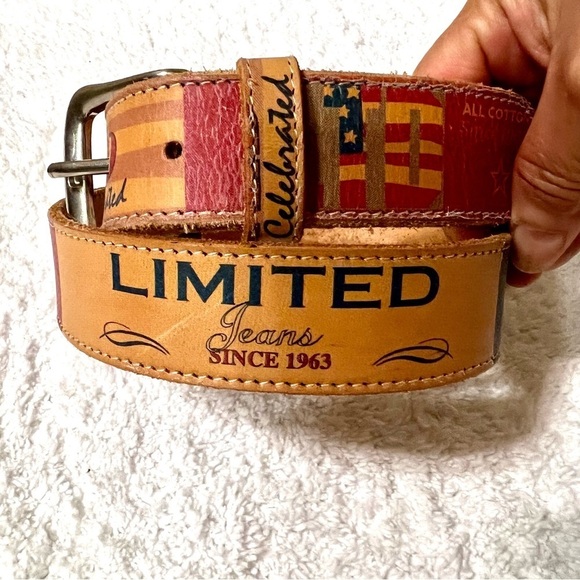 Celebrated
ALL COTTO
LIMITED
Jeans
SINCE 1963